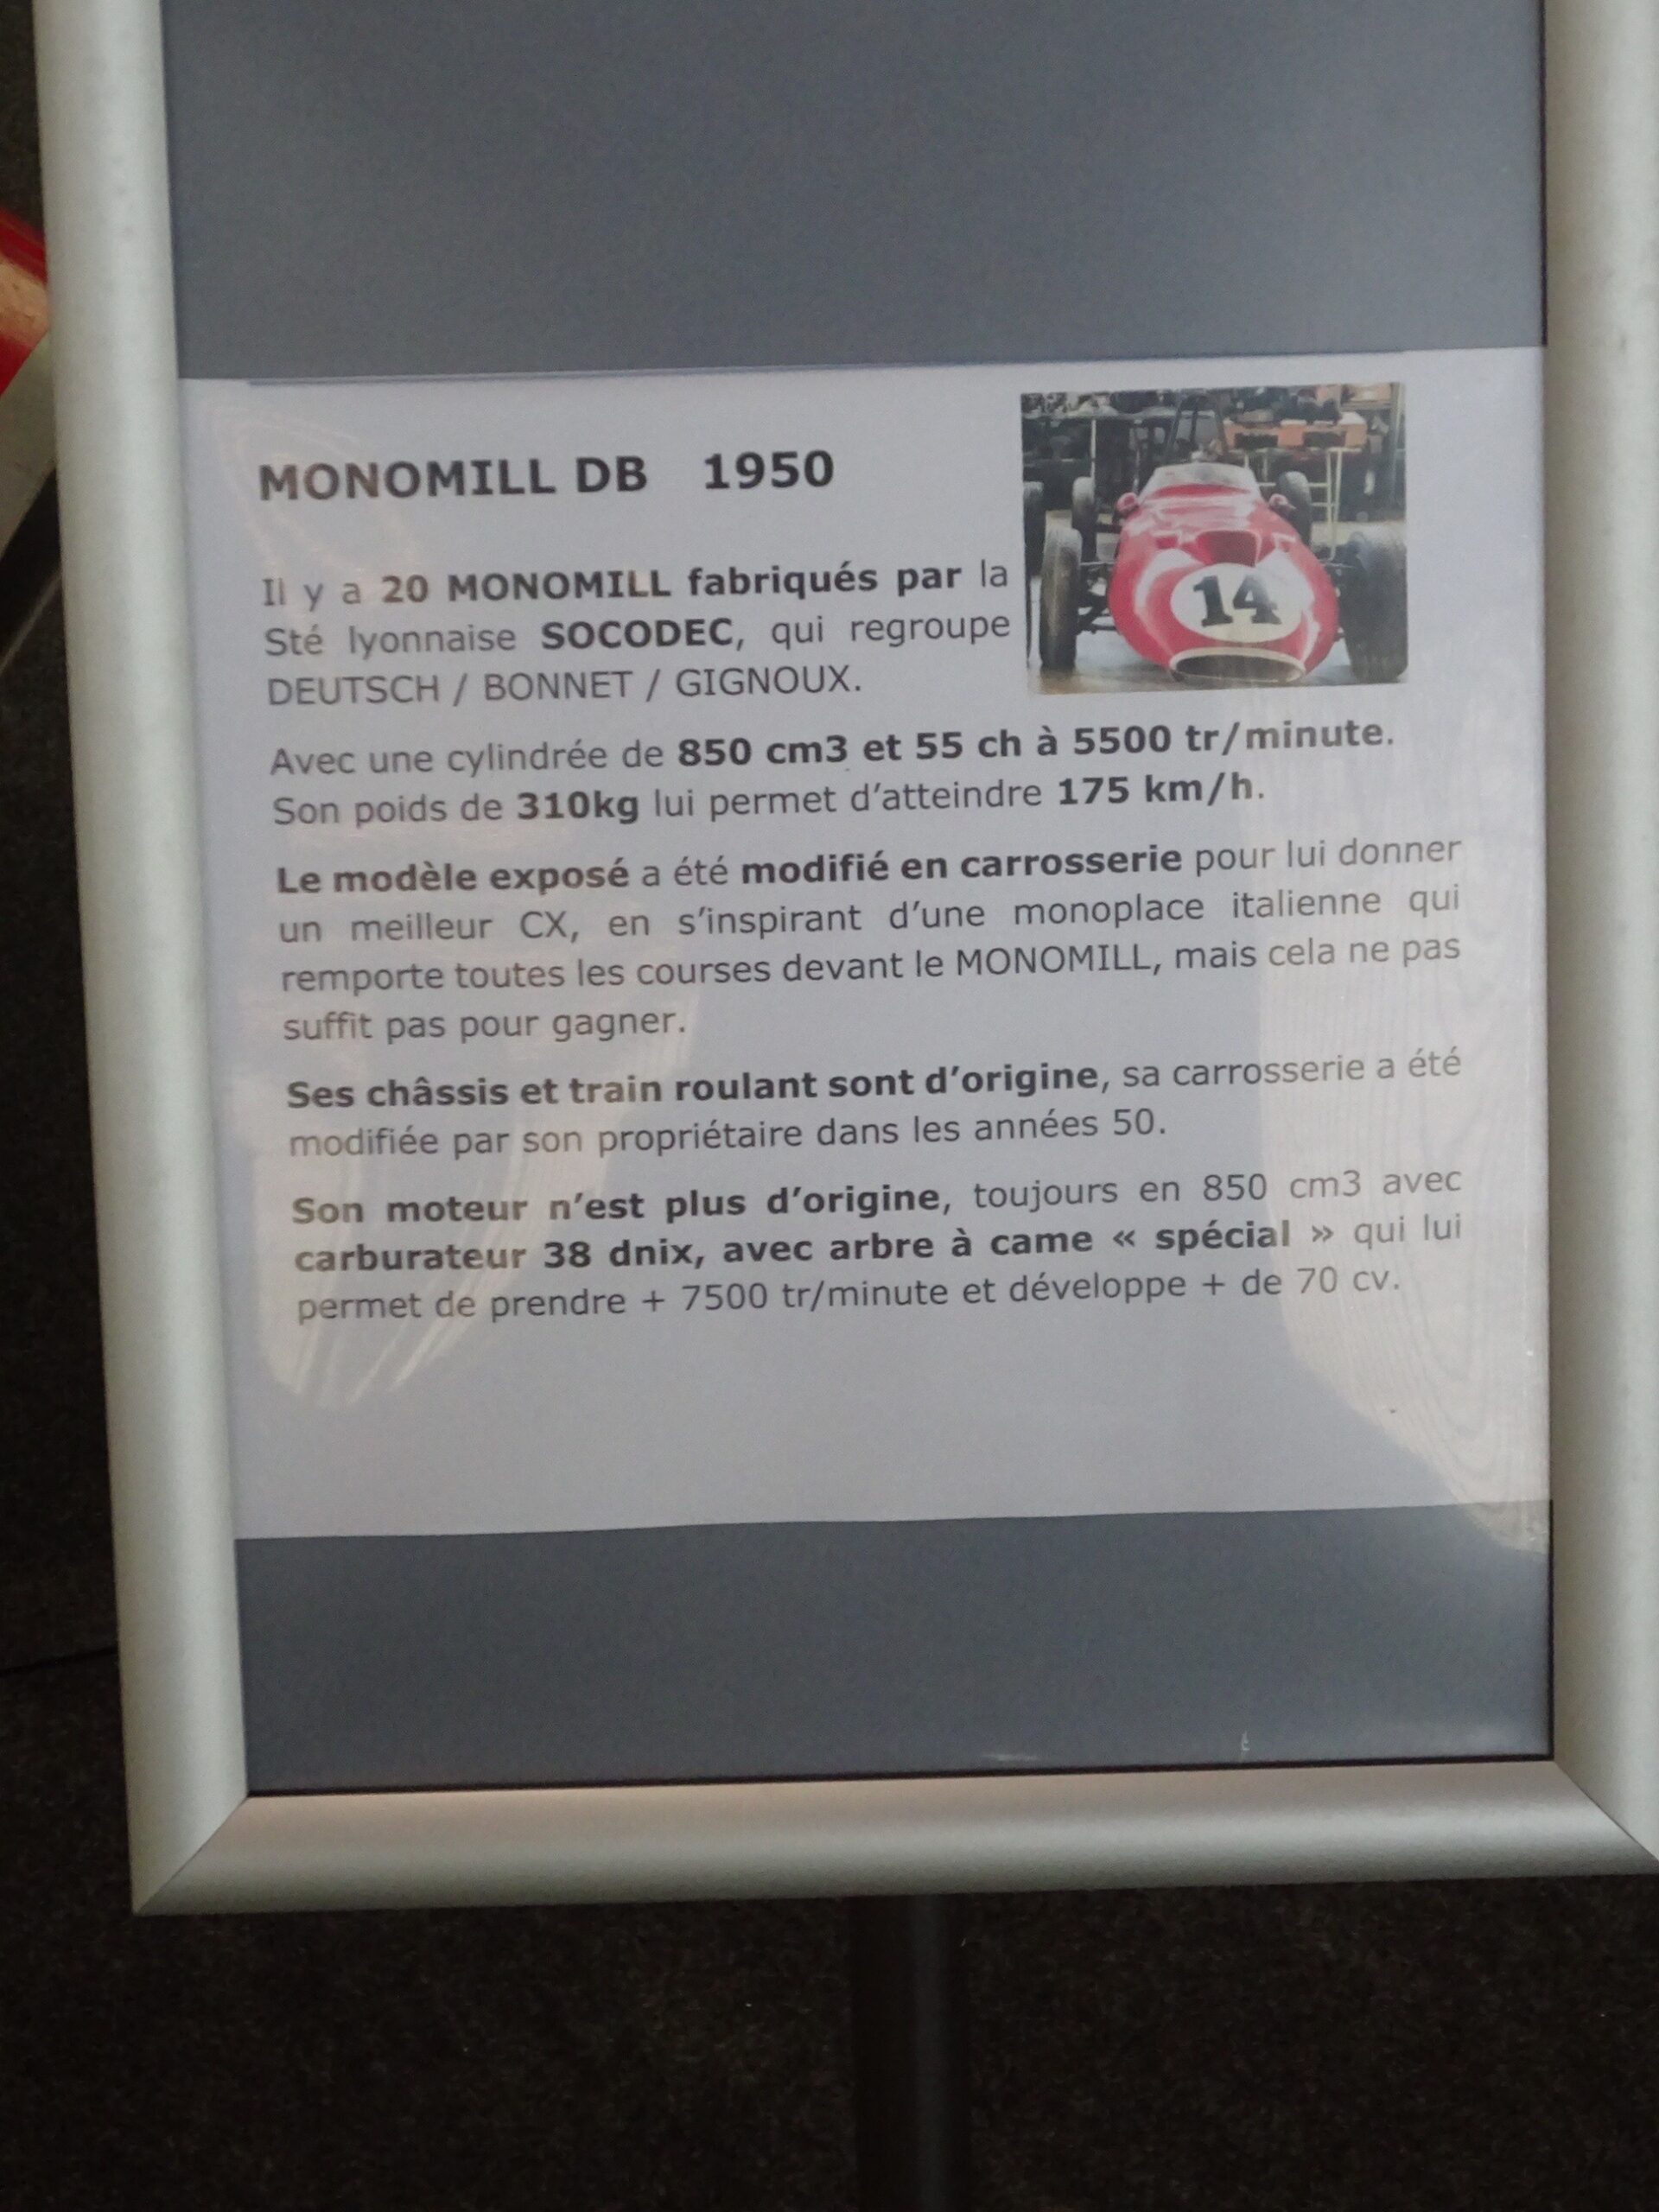 MONOMILL DB 1950
14
Il y a 20 MONOMILL fabriqués par la
Sté lyonnaise SOCODEC, qui regroupe
DEUTSCH / BONNET / GIGNOUX.
Avec une cylindrée de 850 cm3 et 55 ch à 5500 tr/minute.
Son poids de 310kg lui permet d’atteindre 175 km/h.
Le modèle exposé a été modifié en carrosserie pour lui donner
un meilleur CX, en s’inspirant d’une monoplace italienne qui
remporte toutes les courses devant le MONOMILL, mais cela ne pas
suffit pas pour gagner.
Ses châssis et train roulant sont d’origine, sa carrosserie a été
modifiée par son propriétaire dans les années 50.
Son moteur n’est plus d’origine, toujours en 850 cm3 avec
carburateur 38 dnix, avec arbre à came « spécial » qui lui
permet de prendre + 7500 tr/minute et développe + de 70 cv.